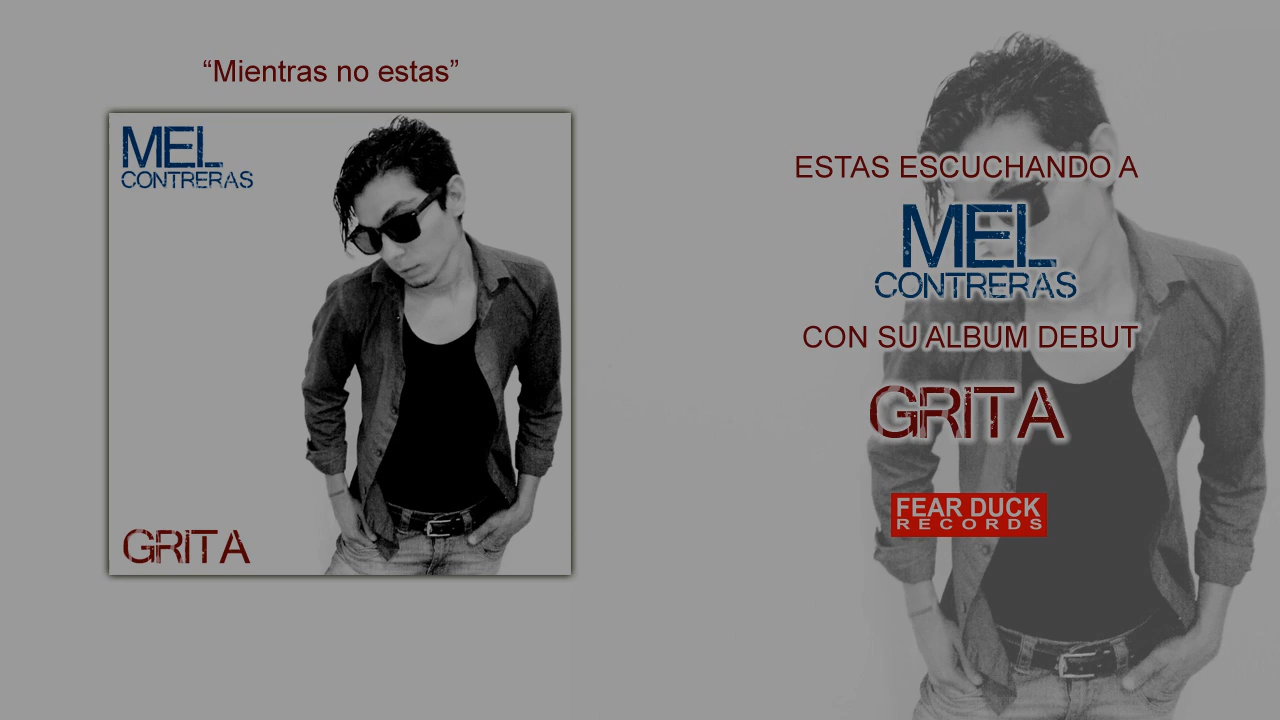 “Mientras no estas”
MEL
CONTRERAS
GRITA
ESTAS ESCUCHANDO A
MEL
CONTRERAS
CON SU ALBUM DEBUT
GRITA
FEAR DUCK
RECORDS